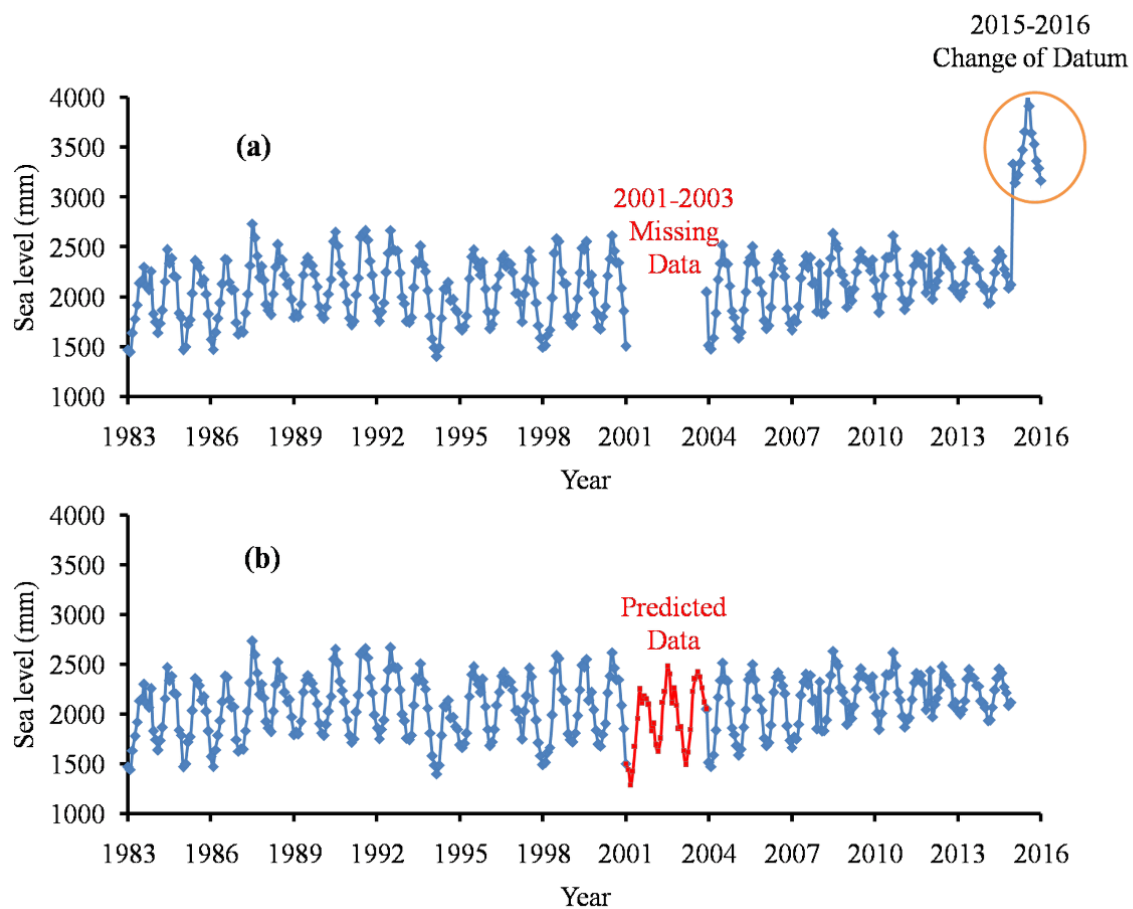 2015-2016
Change of Datum
4000
3500
3000
2500
2000
1500
1000
Sea level (mm)
(a)
2001-2003
Missing
Data
1983 1986 1989 1992 1995 1998 2001 2004 2007 2010 2013 2016
Year
4000
3500
3000
2500
2000
1500
1000
Sea level (mm)
(b)
Predicted
Data
1983 1986 1989 1992 1995 1998 2001 2004 2007 2010 2013 2016
Year